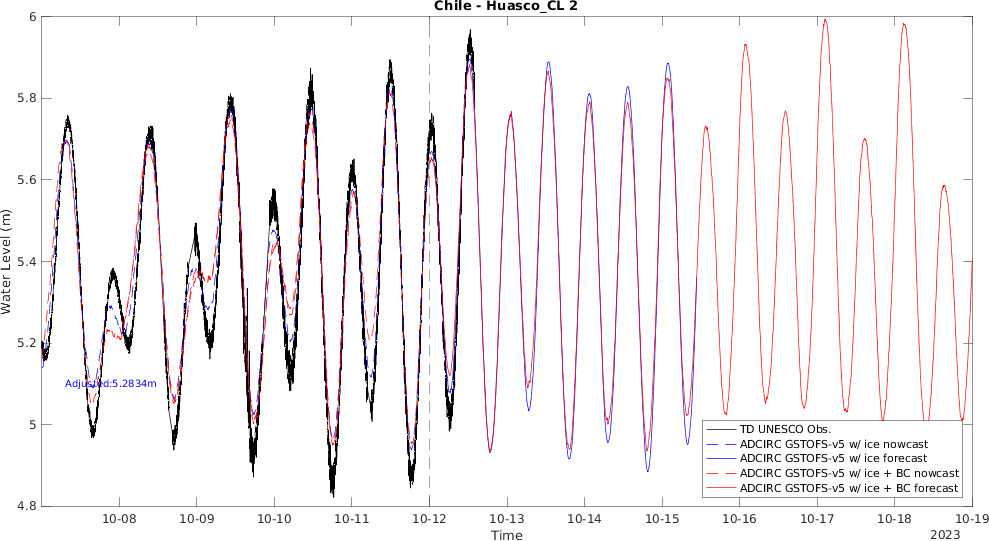 Chile - Huasco_CL 2
6
5.8
5.6
5.4
5.2
5
4.8
Water Level (m)
Adjusted:5.2834m
TD UNESCO Obs.
ADCIRC GSTOFS-v5 w/ ice nowcast
ADCIRC GSTOFS-v5 w/ ice forecast
ADCIRC GSTOFS-v5 w/ ice + BC nowcast
ADCIRC GSTOFS-v5 w/ ice + BC forecast
10-08 10-09 10-10 10-11 10-12 10-13 10-14 10-15 10-16 10-17 10-18 10-19
Time
2023